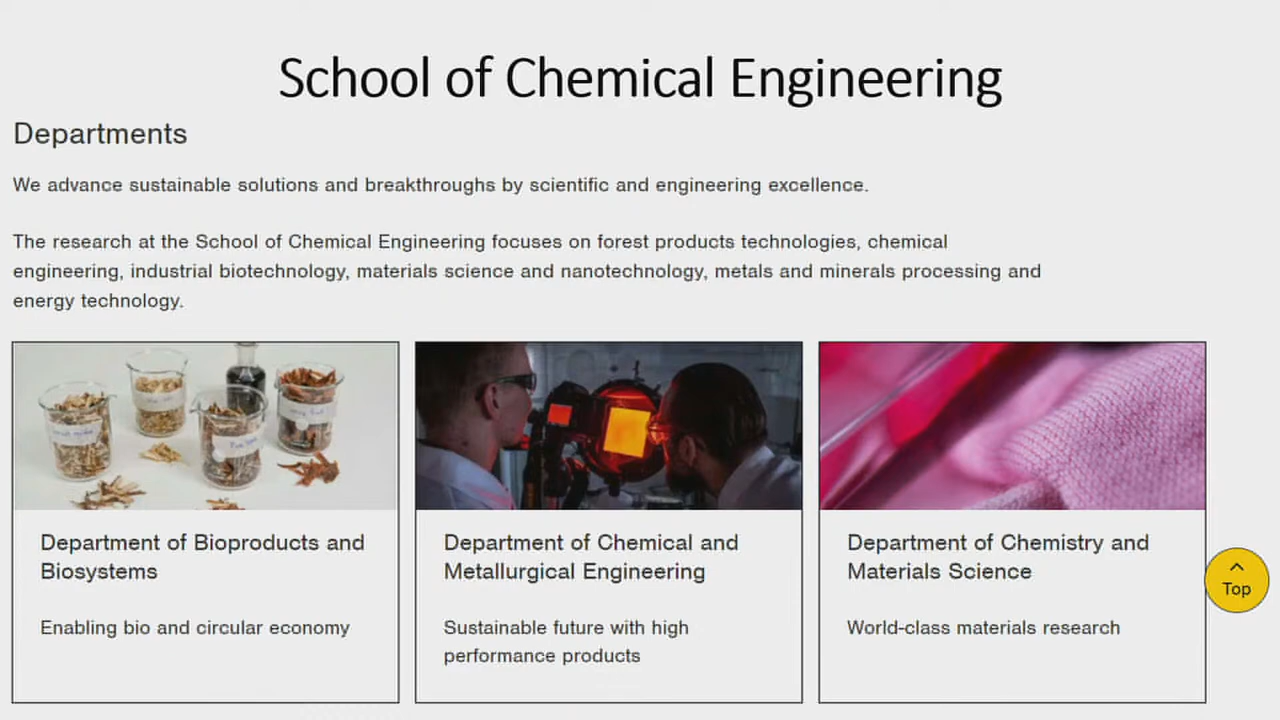 School of Chemical Engineering
Departments
We advance sustainable solutions and breakthroughs by scientific and engineering excellence.
The research at the School of Chemical Engineering focuses on forest products technologies, chemical
engineering, industrial biotechnology, materials science and nanotechnology, metals and minerals processing and
energy technology.
Department of Bioproducts and
Biosystems
Enabling bio and circular economy
Department of Chemical and
Metallurgical Engineering
Sustainable future with high
performance products
Department of Chemistry and
Materials Science
World-class materials research
Top